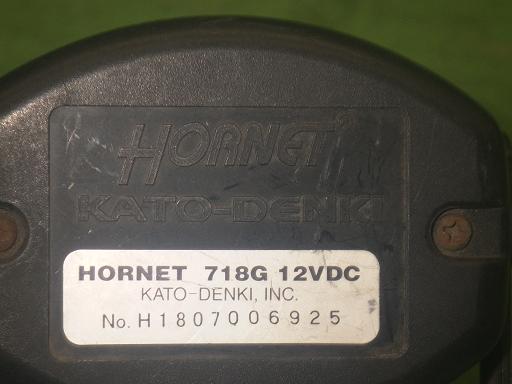 HORNET
KATO-DENKI
HORNET 718G 12VDC
KATO-DENKI, INC.
No. H1807006925